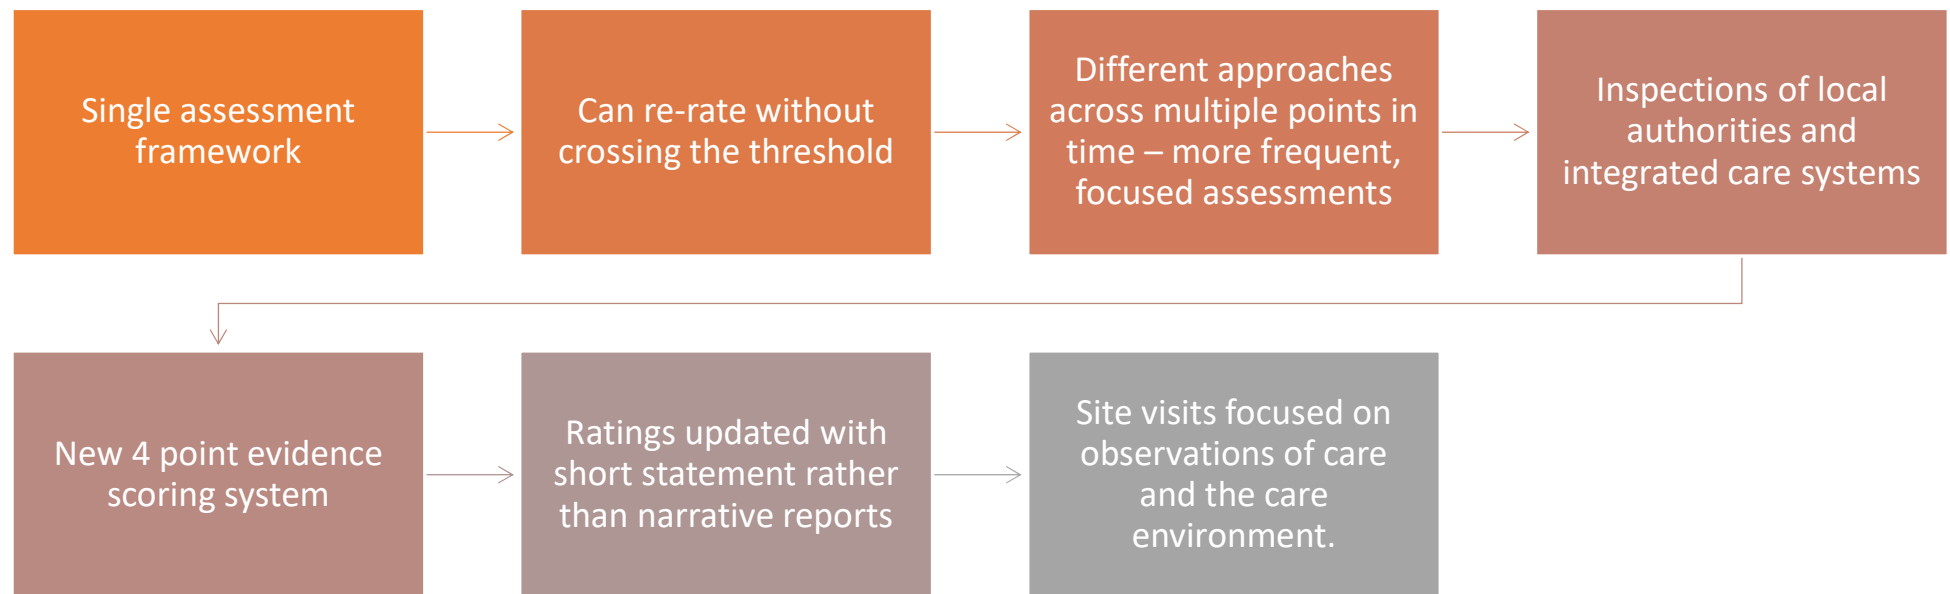 Single assessment
framework
Can re-rate without
crossing the threshold
Different approaches
across multiple points in
time – more frequent,
focused assessments
Inspections of local
authorities and
integrated care systems
New 4 point evidence
scoring system
Ratings updated with
short statement rather
than narrative reports
Site visits focused on
observations of care
and the care
environment.